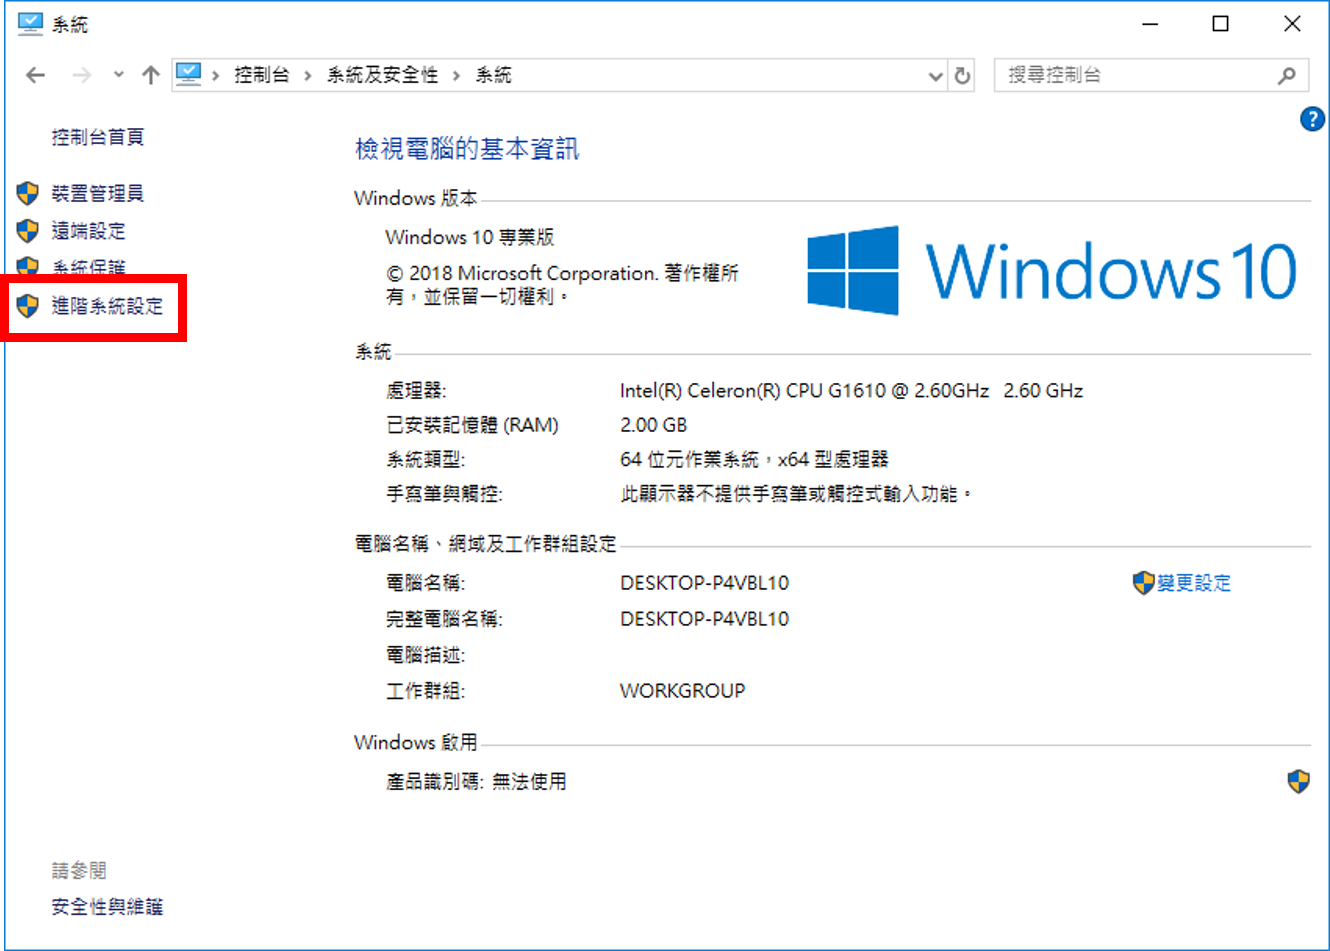 系統
控制台 系統及安全性 系統
搜尋控制台
控制台首頁
裝置管理員
遠端設定
系統保護
進階系統設定
檢視電腦的基本資訊
Windows 版本
Windows 10 專業版
© 2018 Microsoft Corporation. 著作權所
有，並保留一切權利。
Windows 10
系統
處理器: Intel(R) Celeron(R) CPU G1610 @ 2.60GHz 2.60 GHz
已安裝記憶體 (RAM) 2.00 GB
系統類型: 64 位元作業系統，x64 型處理器
手寫筆與觸控: 此顯示器不提供手寫筆或觸控式輸入功能。
電腦名稱、網域及工作群組設定
電腦名稱: DESKTOP-P4VBL10 變更設定
完整電腦名稱: DESKTOP-P4VBL10
電腦描述:
工作群組: WORKGROUP
Windows 啟用
產品識別碼: 無法使用
請參閱
安全性與維護